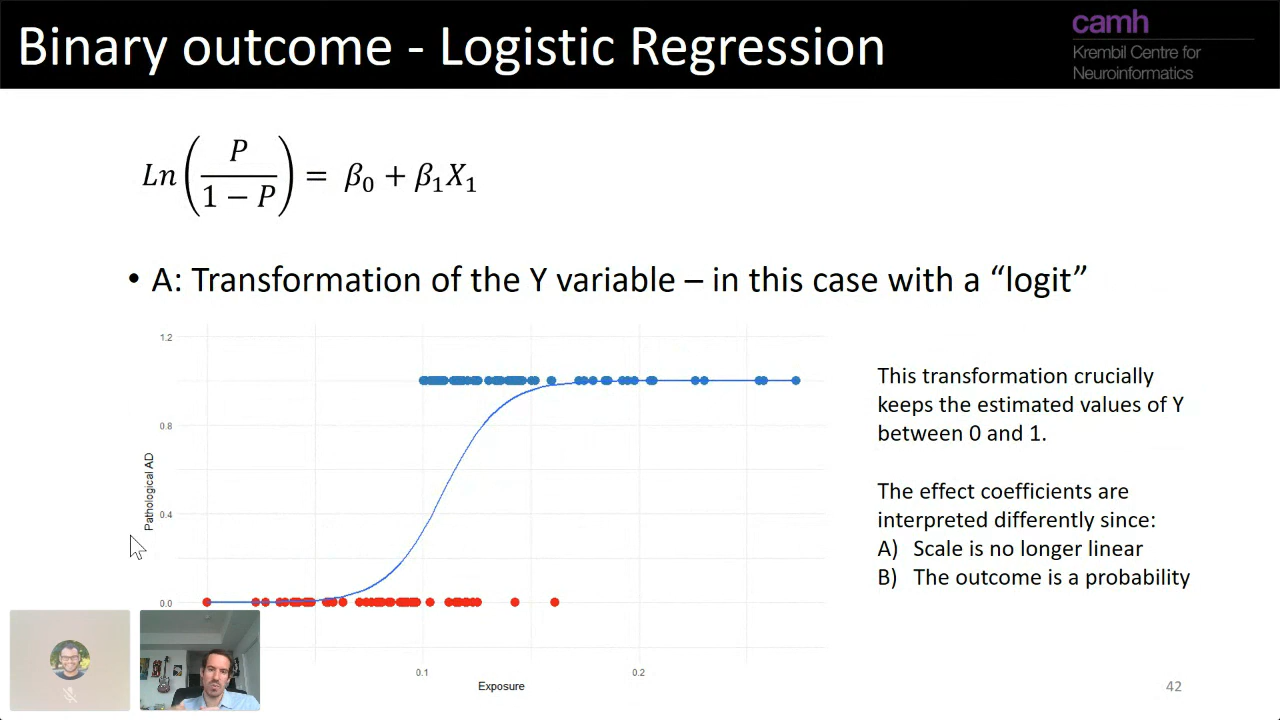 Binary outcome - Logistic Regression
camh
Krembil Centre for
Neuroinformatics
Ln(P/(1 − P)) = β₀ + β₁X₁
• A: Transformation of the Y variable – in this case with a “logit”
1.2
0.8
0.4
0.0
Pathological AD
0.1
0.2
Exposure
This transformation crucially
keeps the estimated values of Y
between 0 and 1.
The effect coefficients are
interpreted differently since:
A) Scale is no longer linear
B) The outcome is a probability
42